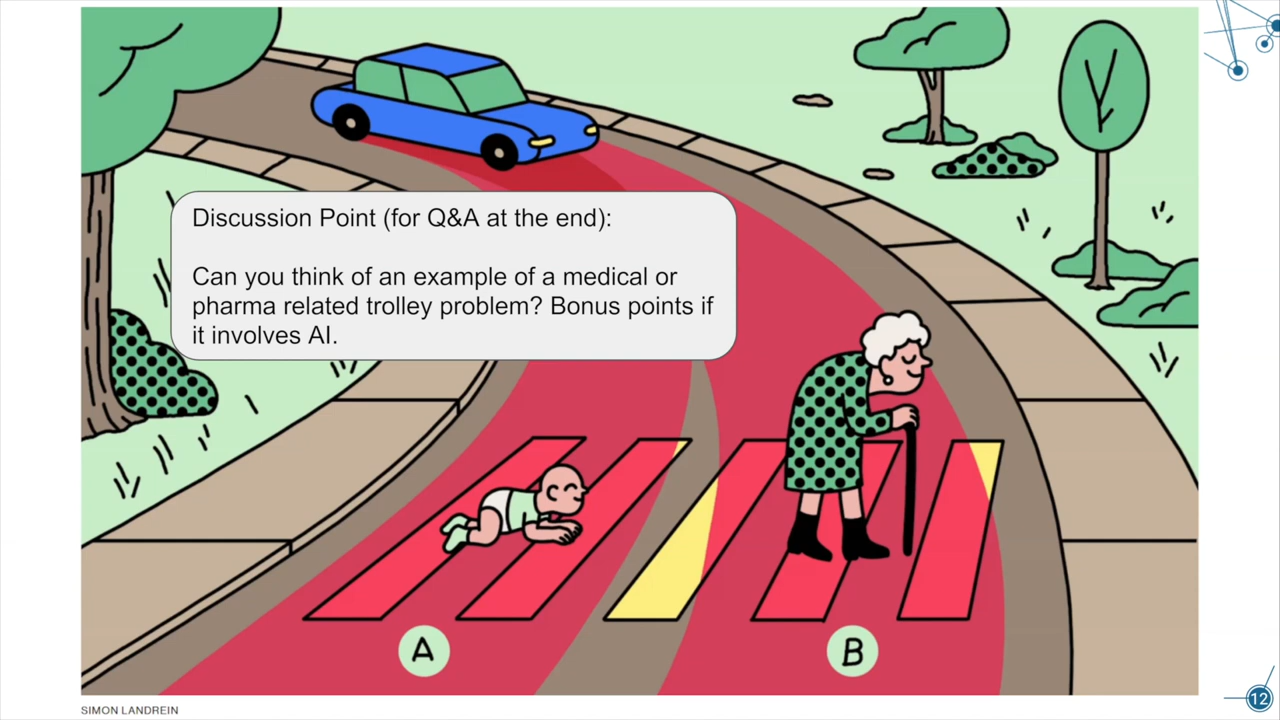 Discussion Point (for Q&A at the end):
Can you think of an example of a medical or
pharma related trolley problem? Bonus points if
it involves AI.
A
B
SIMON LANDREIN
12